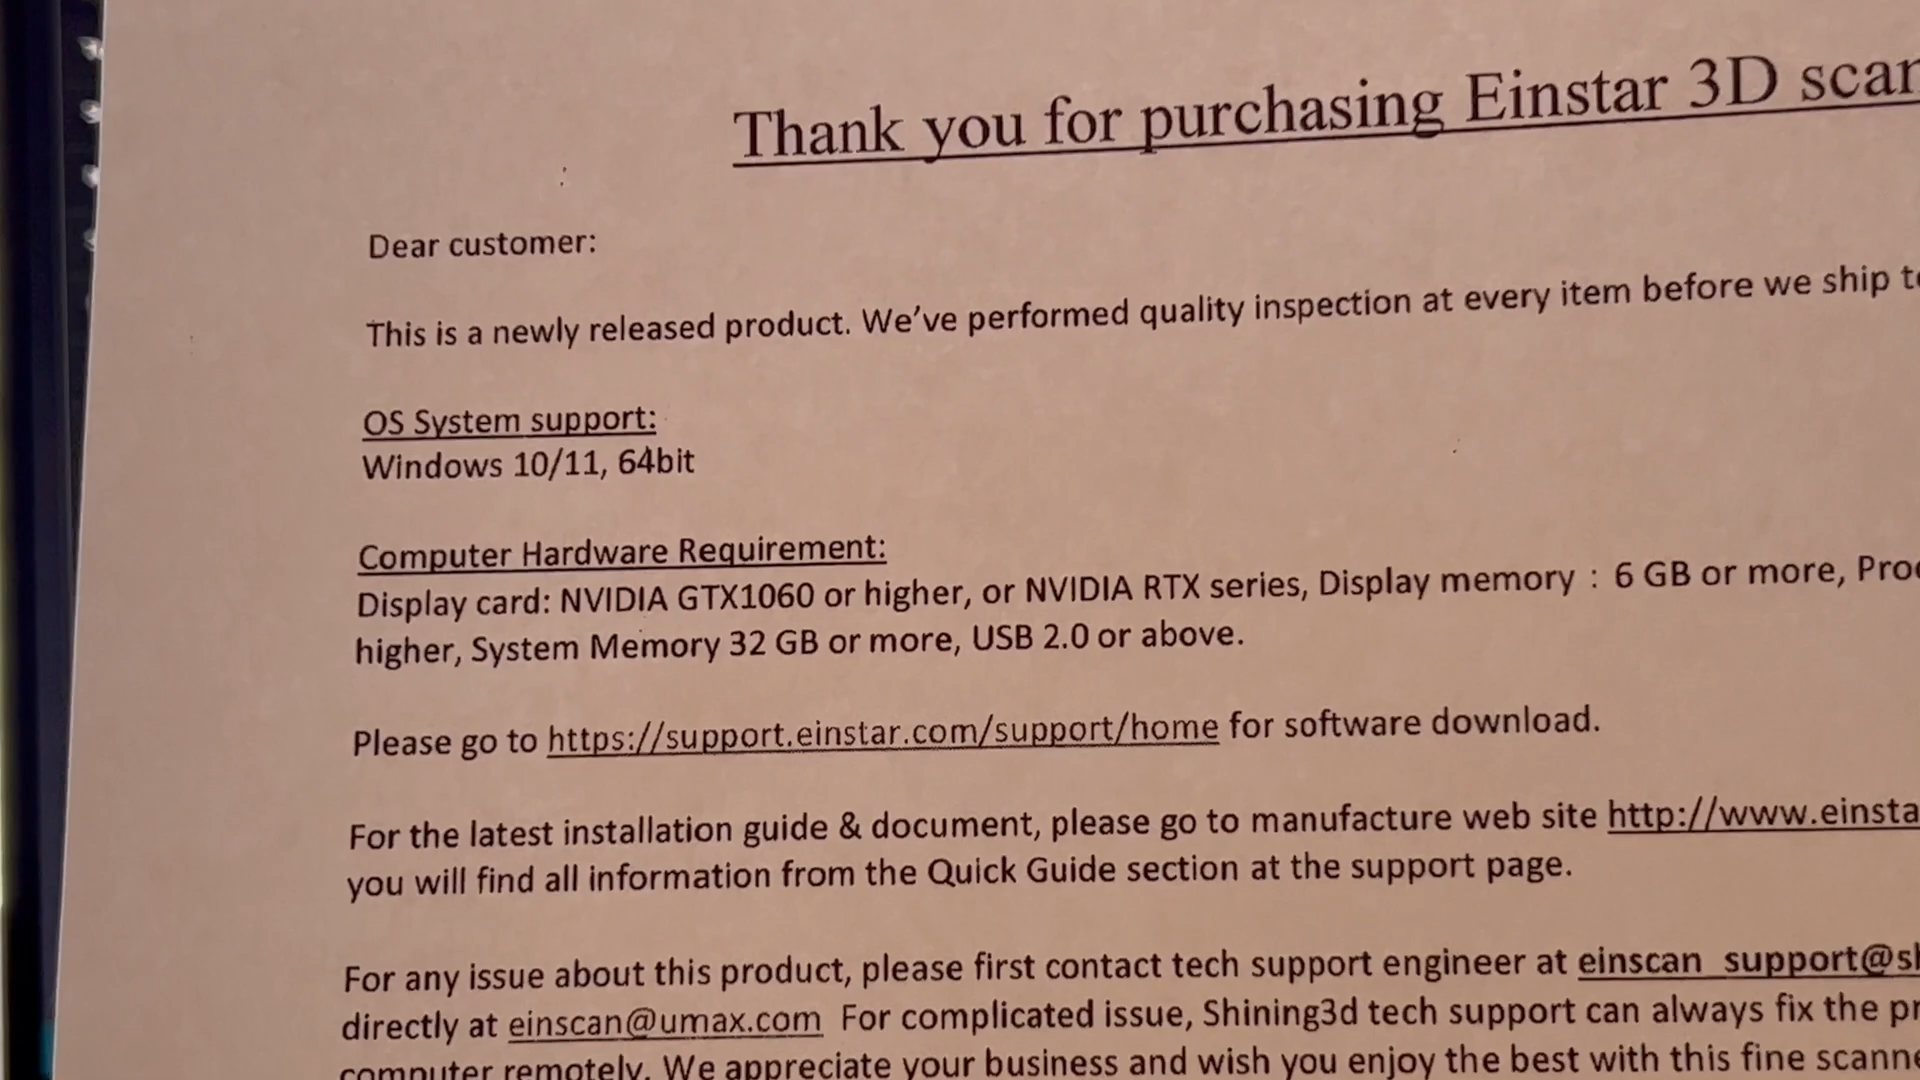 Thank you for purchasing Einstar 3D
Dear customer:
This is a newly released product. We've performed quality inspection at every item before we ship
OS System support:
Windows 10/11, 64bit
Computer Hardware Requirement:
Display card: NVIDIA GTX1060 or higher, or NVIDIA RTX series, Display memory : 6 GB or more,
higher, System Memory 32 GB or more, USB 2.0 or above.
Please go to https://support.einstar.com/support/home for software download.
For the latest installation guide & document, please go to manufacture web site http://www.einsta
you will find all information from the Quick Guide section at the support page.
For any issue about this product, please first contact tech support engineer at einscan_support@sh
directly at einscan@umax.com For complicated issue, Shining3d tech support can always fix the
computer remotely. We appreciate your business and wish you enjoy the best with this fine